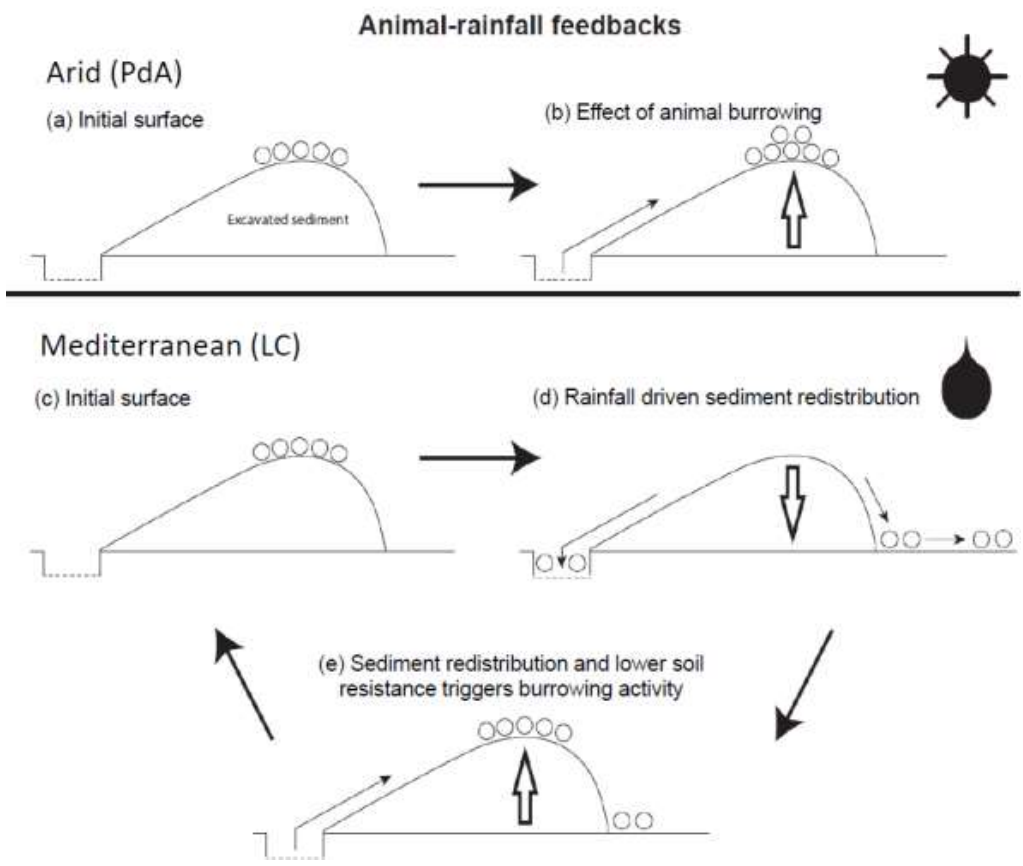 Animal-rainfall feedbacks
Arid (PdA)
(a) Initial surface
(b) Effect of animal burrowing
Excavated sediment
Mediterranean (LC)
(c) Initial surface
(d) Rainfall driven sediment redistribution
(e) Sediment redistribution and lower soil
resistance triggers burrowing activity